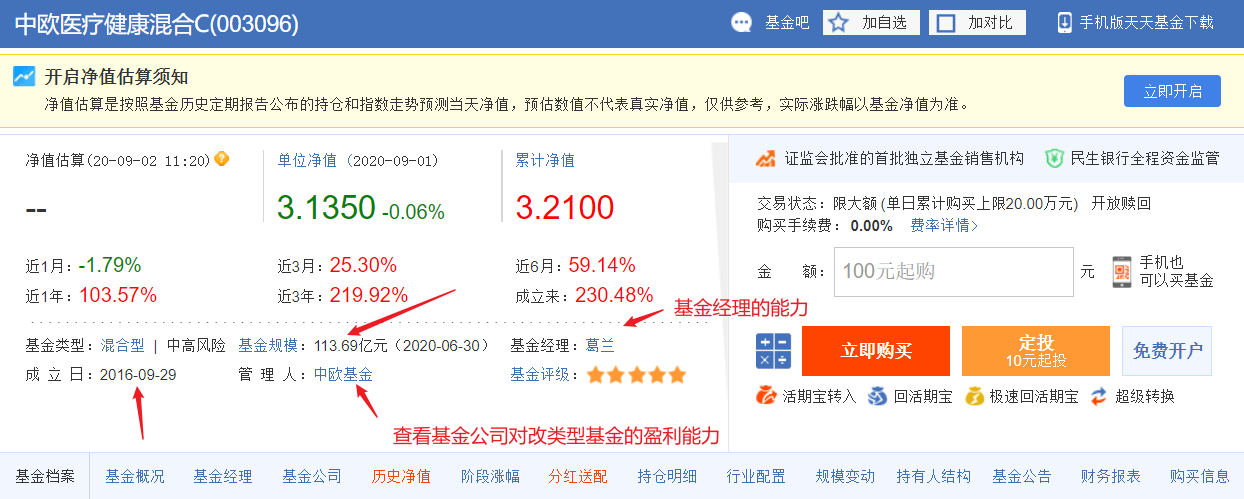 中欧医疗健康混合C(003096)
基金吧 加自选 加对比 手机版天天基金下载
开启净值估算须知
净值估算是按照基金历史定期报告公布的持仓和指数走势预测当天净值，预估数值不代表真实净值，仅供参考，实际涨跌幅以基金净值为准。
立即开启
净值估算(20-09-02 11:20) 单位净值 (2020-09-01) 累计净值
-- 3.1350 -0.06% 3.2100
近1月：-1.79% 近3月：25.30% 近6月：59.14%
近1年：103.57% 近3年：219.92% 成立来：230.48%
基金经理的能力
基金类型：混合型 | 中高风险 基金规模：113.69亿元（2020-06-30） 基金经理：葛兰
成 立 日：2016-09-29 管 理 人：中欧基金 基金评级：
查看基金公司对改类型基金的盈利能力
证监会批准的首批独立基金销售机构 民生银行全程资金监管
交易状态：限大额 (单日累计购买上限20.00万元) 开放赎回
购买手续费：0.00% 费率详情>
金 额：100元起购 元
手机也
可以买基金
立即购买
定投
10元起投
免费开户
活期宝转入 回活期宝 极速回活期宝 超级转换
基金档案 基金概况 基金经理 基金公司 历史净值 阶段涨幅 分红送配 持仓明细 行业配置 规模变动 持有人结构 基金公告 财务报表 购买信息